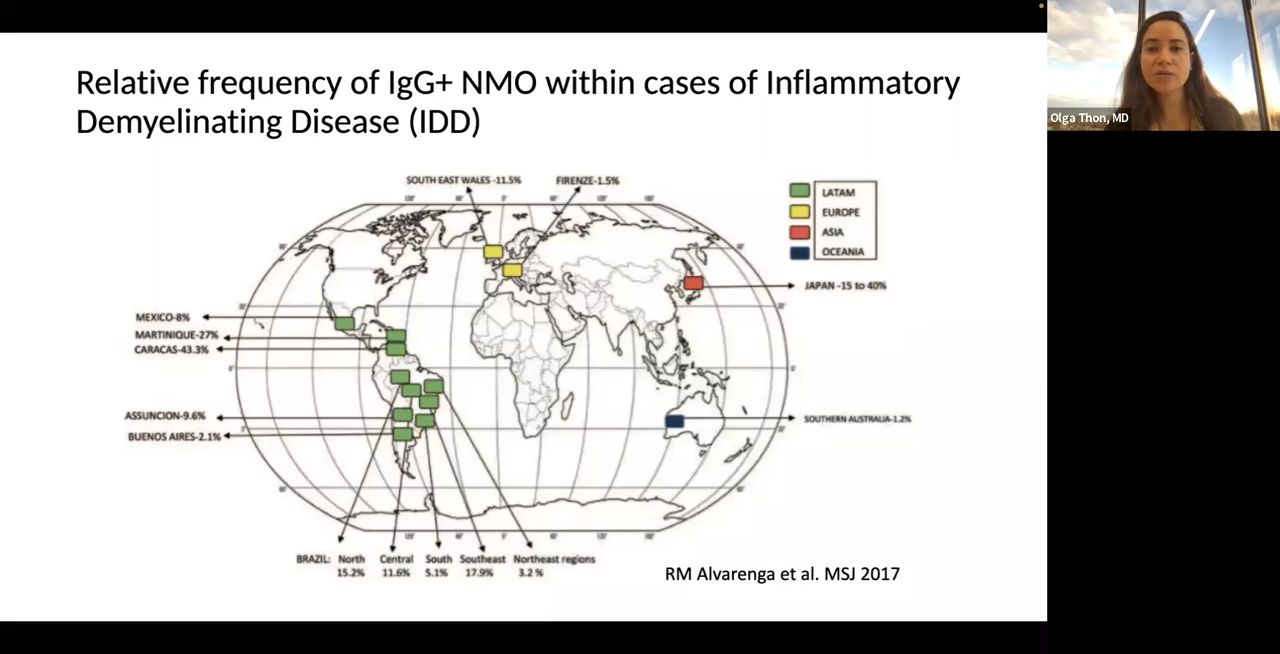 Relative frequency of IgG+ NMO within cases of Inflammatory
Demyelinating Disease (IDD)
Olga Thon, MD
SOUTH EAST WALES -11.5%
FIRENZE-1.5%
LATAM
EUROPE
ASIA
OCEANIA
JAPAN -15 to 40%
MEXICO-8%
MARTINIQUE-27%
CARACAS-43.3%
ASSUNCION-9.6%
BUENOS AIRES-2.1%
SOUTHERN AUSTRALIA-1.2%
BRAZIL: North Central South Southeast Northeast regions
15.2% 11.6% 5.1% 17.9% 3.2 %
RM Alvarenga et al. MSJ 2017